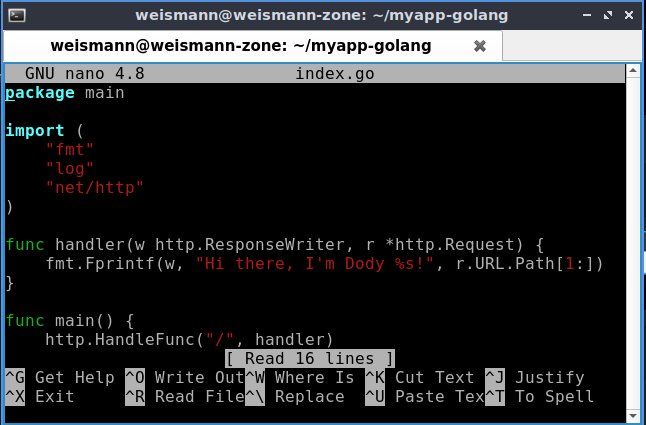 weismann@weismann-zone: ~/myapp-golang
weismann@weismann-zone: ~/myapp-golang
GNU nano 4.8 index.go
package main
import (
"fmt"
"log"
"net/http"
)
func handler(w http.ResponseWriter, r *http.Request) {
fmt.Fprintf(w, "Hi there, I'm Dody %s!", r.URL.Path[1:])
}
func main() {
http.HandleFunc("/", handler)
[ Read 16 lines ]
^G Get Help ^O Write Out^W Where Is ^K Cut Text ^J Justify
^X Exit ^R Read File^\ Replace ^U Paste Tex^T To Spell